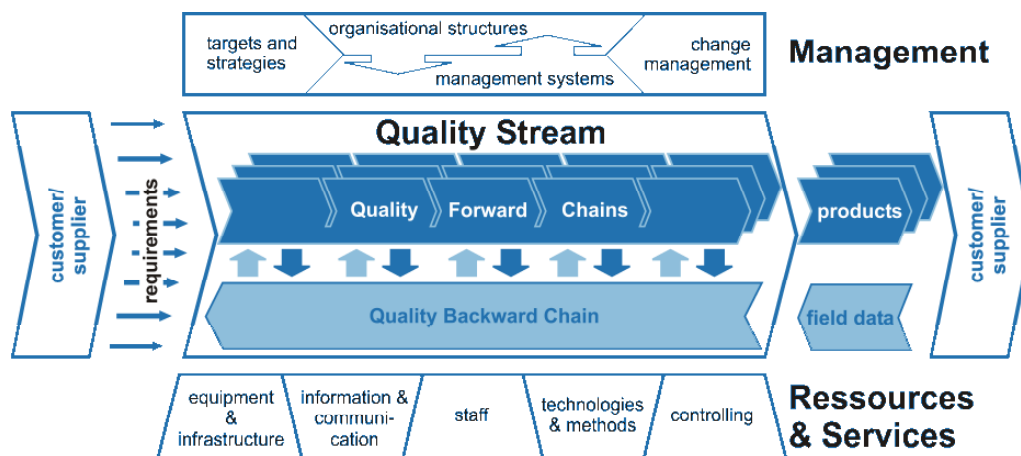 targets and
strategies
organisational structures
management systems
change
management
Management
customer/
supplier
requirements
Quality Stream
Quality Forward Chains
products
Quality Backward Chain
field data
customer/
supplier
equipment
&
infrastructure
information &
communi-
cation
staff
technologies
& methods
controlling
Ressources
& Services